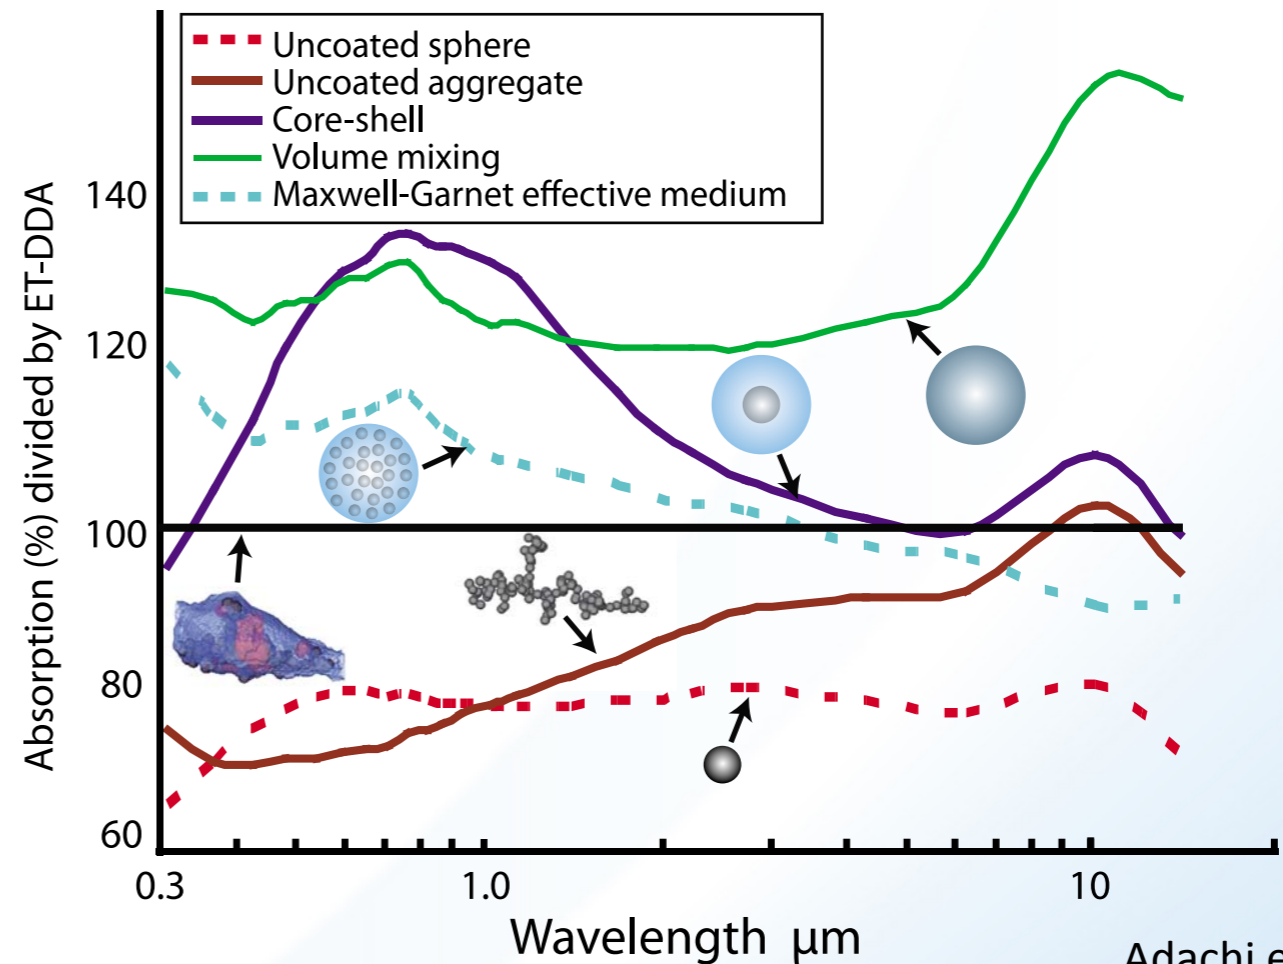 Uncoated sphere
Uncoated aggregate
Core-shell
Volume mixing
Maxwell-Garnet effective medium
Absorption (%) divided by ET-DDA
140
120
100
80
60
0.3 1.0 10
Wavelength μm
Adachi e